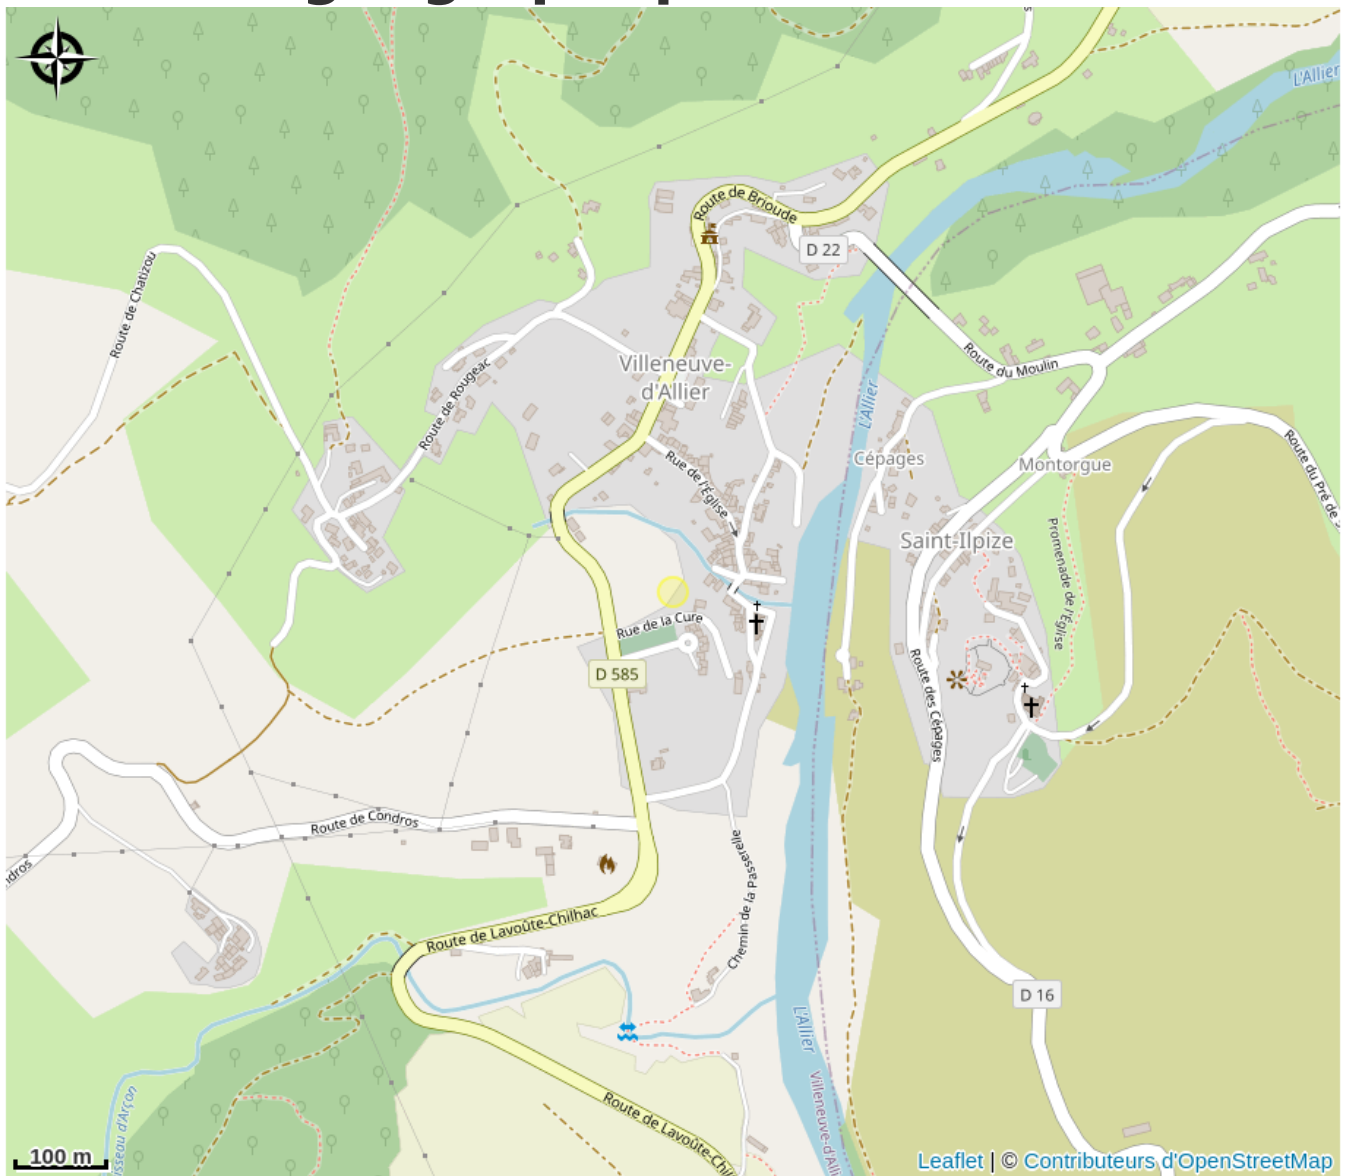 L'Allier
Route de Brioude
D 22
Route de Chatizou
Route du Moulin
Villeneuve-
d'Allier
Route de Rougeac
L'Allier
Cépages
Montorgue
Route du Pré de
Rue de l'Église
Saint-Ilpize
Promenade de l'Église
Rue de la Cure
D 585
Route des Cépages
Route de Condros
Chemin de la Passerelle
Route de Lavoûte-Chilhac
D 16
L'Allier
Route de Lavoûte-Chil
Villeneuve-d'Alli
isseau d'Arçon
100 m
Leaflet | © Contributeurs d'OpenStreetMap